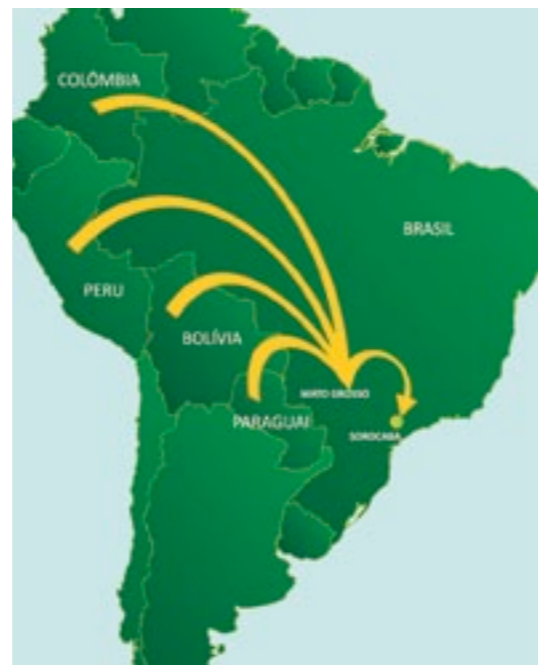 COLÔMBIA
BRASIL
PERU
BOLÍVIA
MATO GROSSO
PARAGUAI
SOROCABA